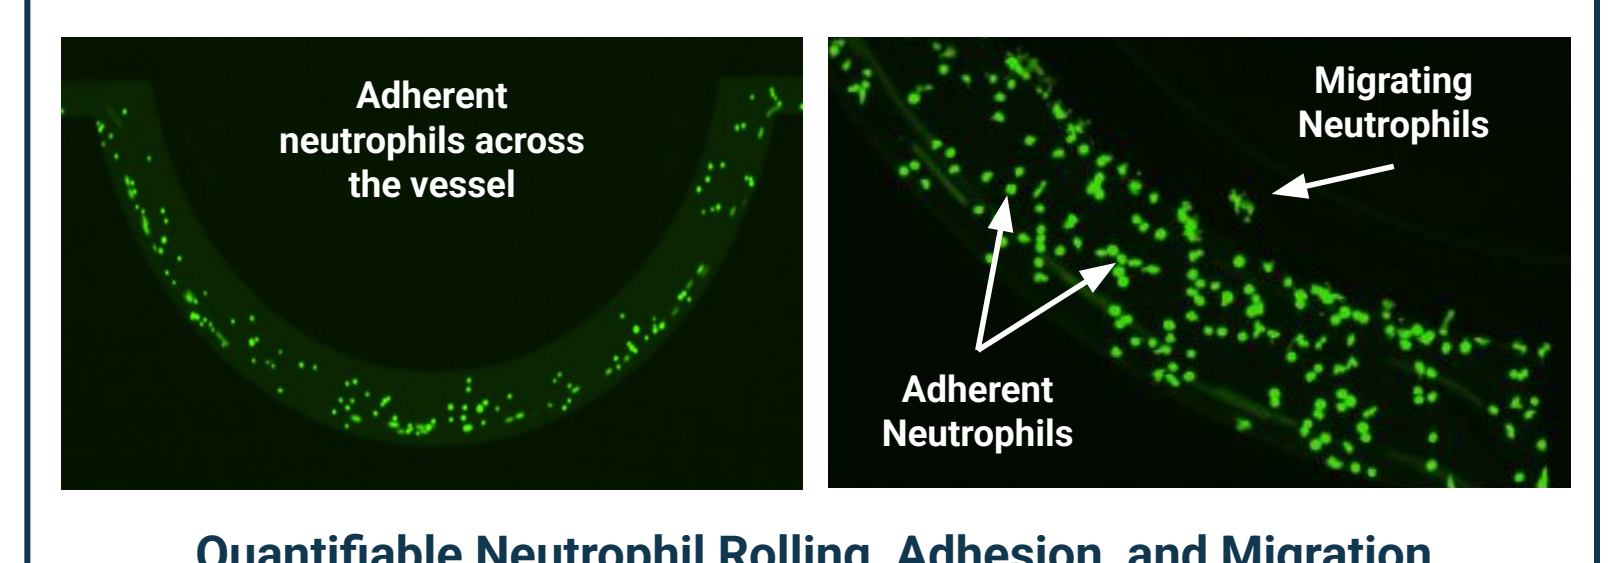 Adherent
neutrophils across
the vessel
Migrating
Neutrophils
Adherent
Neutrophils
Quantifiable Neutrophil Rolling, Adhesion, and Migration